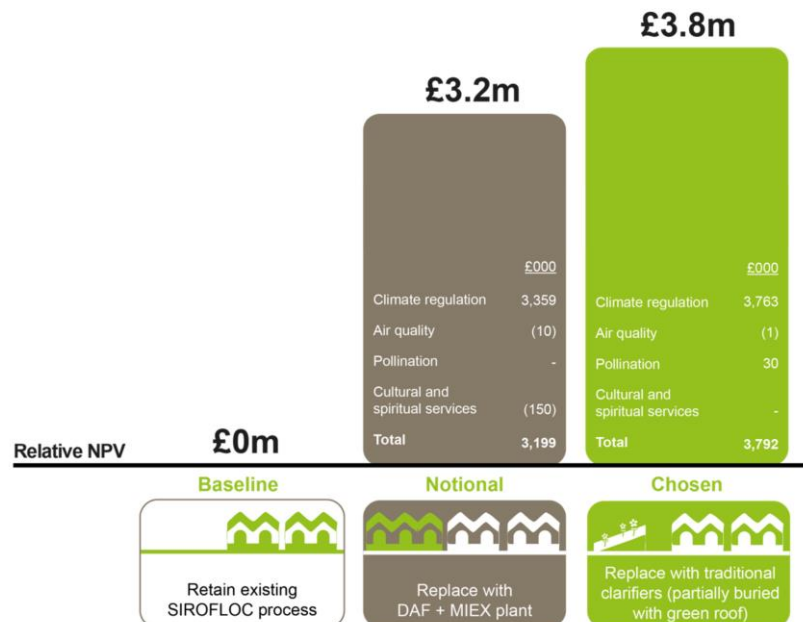 £3.8m
£3.2m
£000
Climate regulation 3,359
Air quality (10)
Pollination -
Cultural and
spiritual services (150)
Total 3,199
£000
Climate regulation 3,763
Air quality (1)
Pollination 30
Cultural and
spiritual services -
Total 3,792
Relative NPV
£0m
Baseline
Notional
Chosen
Retain existing
SIROFLOC process
Replace with
DAF + MIEX plant
Replace with traditional
clarifiers (partially buried
with green roof)